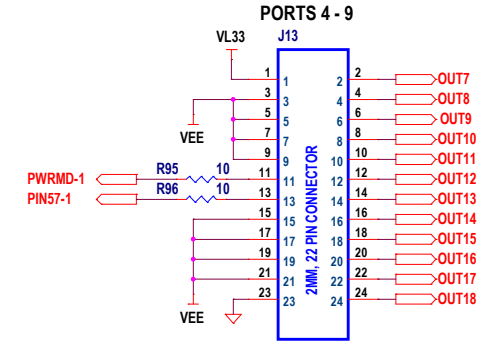 PORTS 4 - 9
VL33 J13
1 1 2 2 OUT7
3 3 4 4 OUT8
5 5 6 6 OUT9
7 7 8 8 OUT10
VEE
9 9 10 10 OUT11
PWRMD-1 R95 10 11 11 12 12 OUT12
PIN57-1 R96 10 13 13 14 14 OUT13
15 15 16 16 OUT14
17 17 18 18 OUT15
19 19 20 20 OUT16
21 21 22 22 OUT17
23 23 24 24 OUT18
VEE
2MM, 22 PIN CONNECTOR